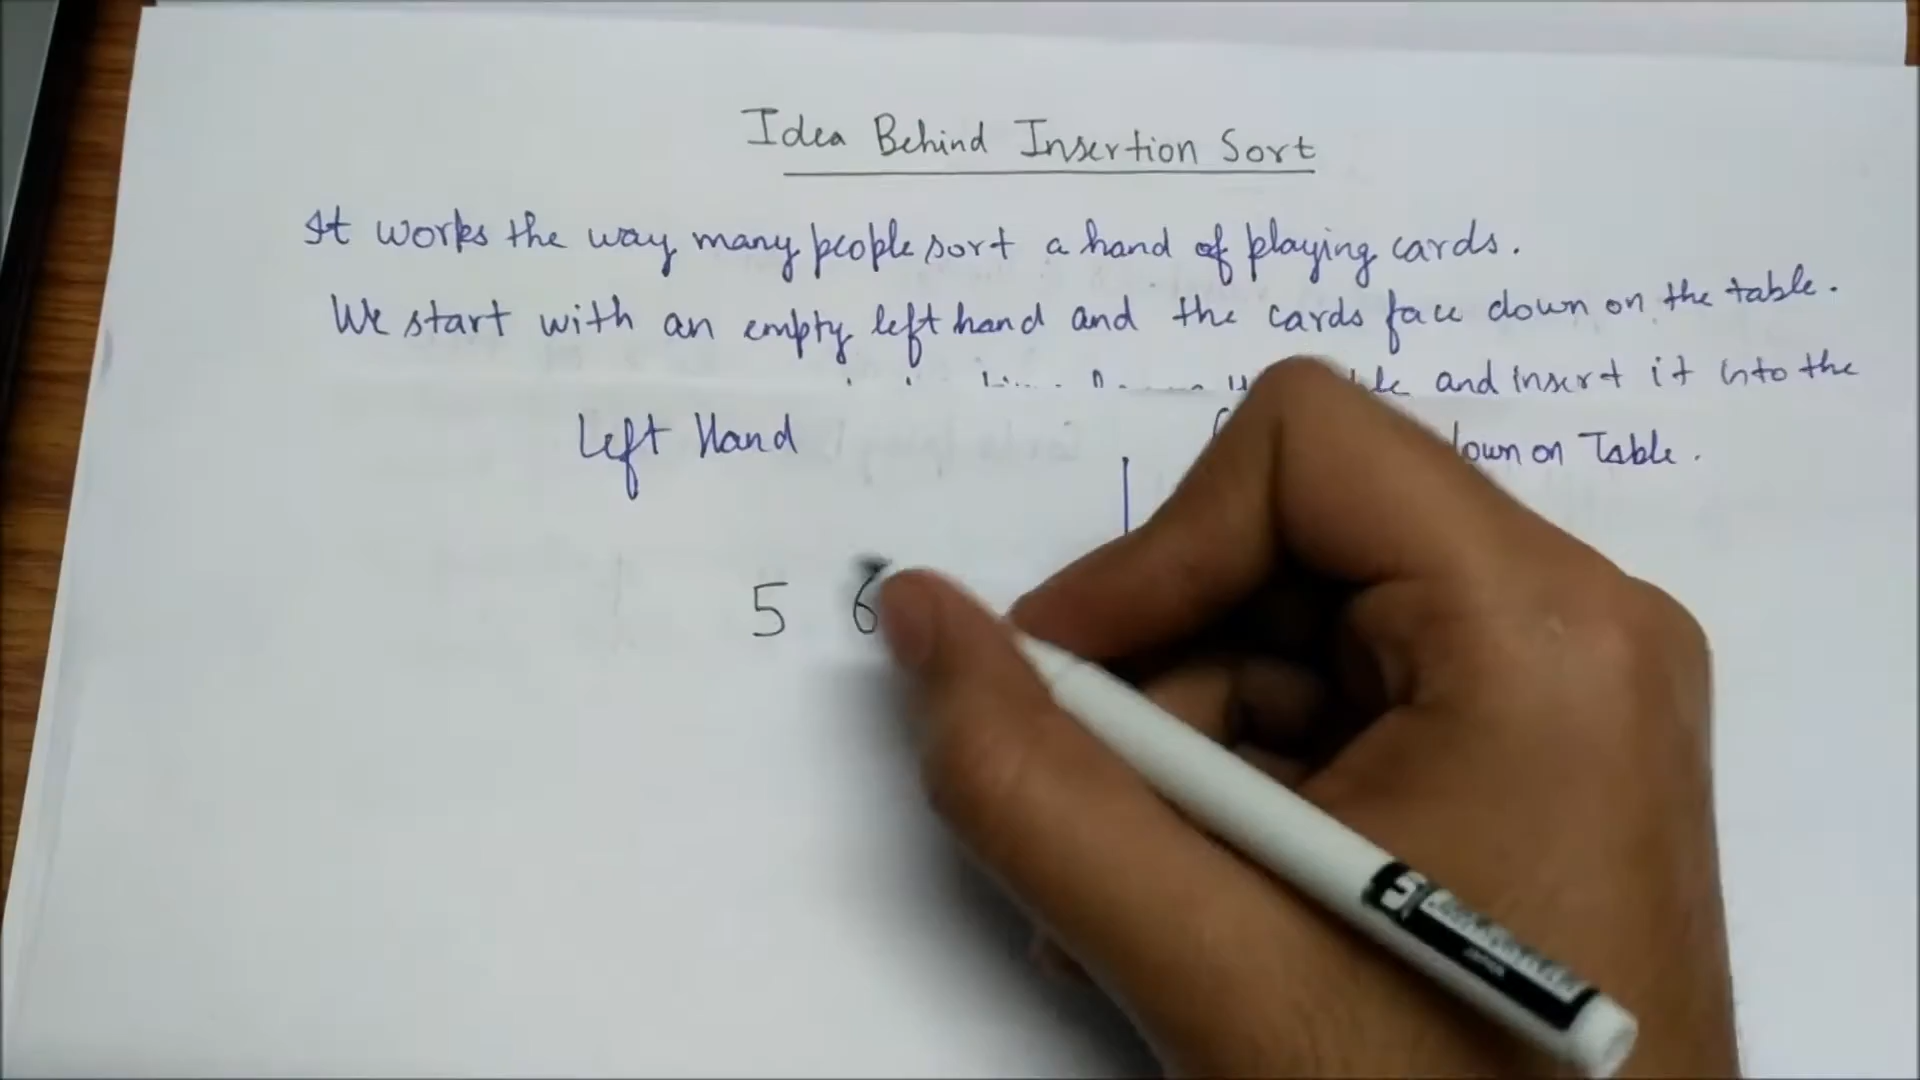 Idea Behind Insertion Sort
It works the way many people sort a hand of playing cards.
We start with an empty left hand and the cards face down on the table.
and insert it into the
Left Hand
down on Table.
5 6